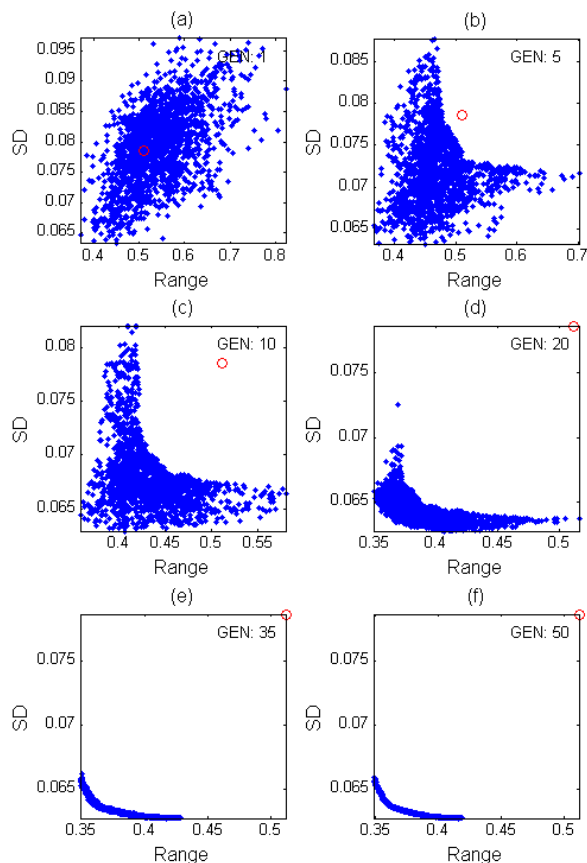 (a)
GEN: 1
0.095
0.09
0.085
0.08
0.075
0.07
0.065
SD
0.4 0.5 0.6 0.7 0.8
Range
(b)
GEN: 5
0.085
0.08
0.075
0.07
0.065
SD
0.4 0.5 0.6 0.7
Range
(c)
GEN: 10
0.08
0.075
0.07
0.065
SD
0.4 0.45 0.5 0.55
Range
(d)
GEN: 20
0.075
0.07
0.065
SD
0.35 0.4 0.45 0.5
Range
(e)
GEN: 35
0.075
0.07
0.065
SD
0.35 0.4 0.45 0.5
Range
(f)
GEN: 50
0.075
0.07
0.065
SD
0.35 0.4 0.45 0.5
Range